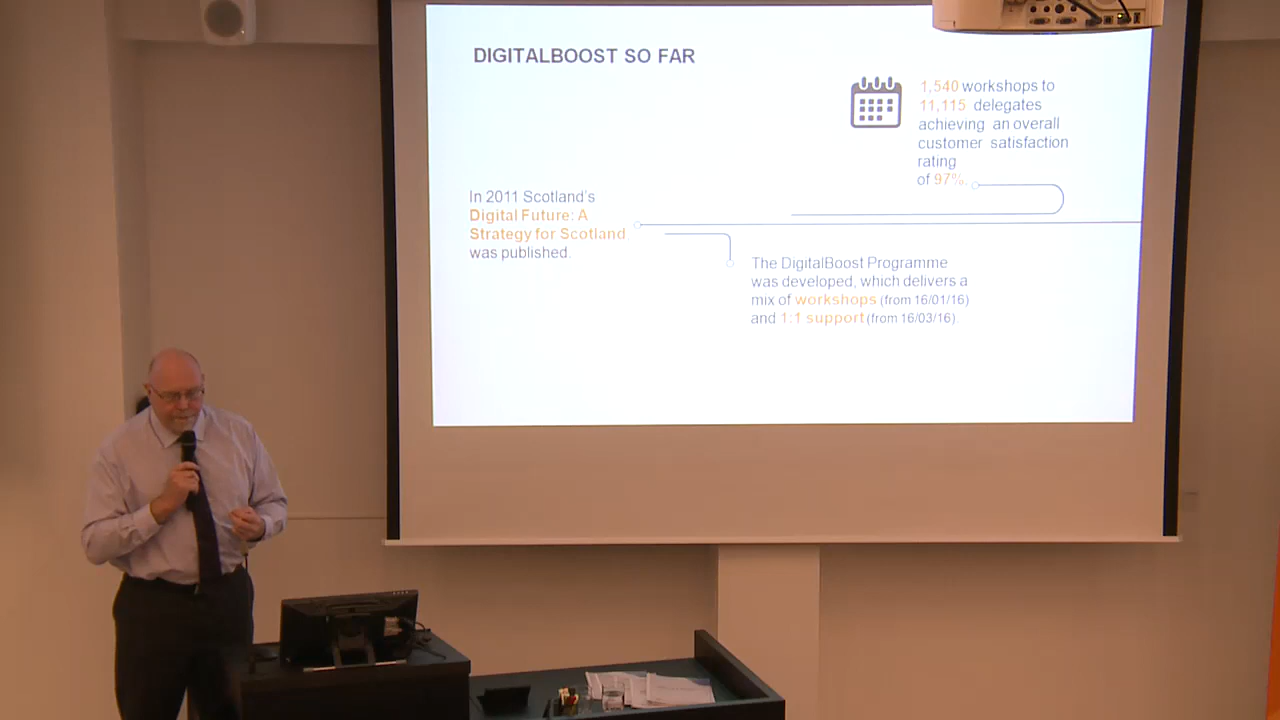 DIGITALBOOST SO FAR
1,540 workshops to
11,115 delegates
achieving an overall
customer satisfaction
rating
of 97%.
In 2011 Scotland's
Digital Future: A
Strategy for Scotland
was published.
The DigitalBoost Programme
was developed, which delivers a
mix of workshops (from 16/01/16)
and 1:1 support (from 16/03/16).